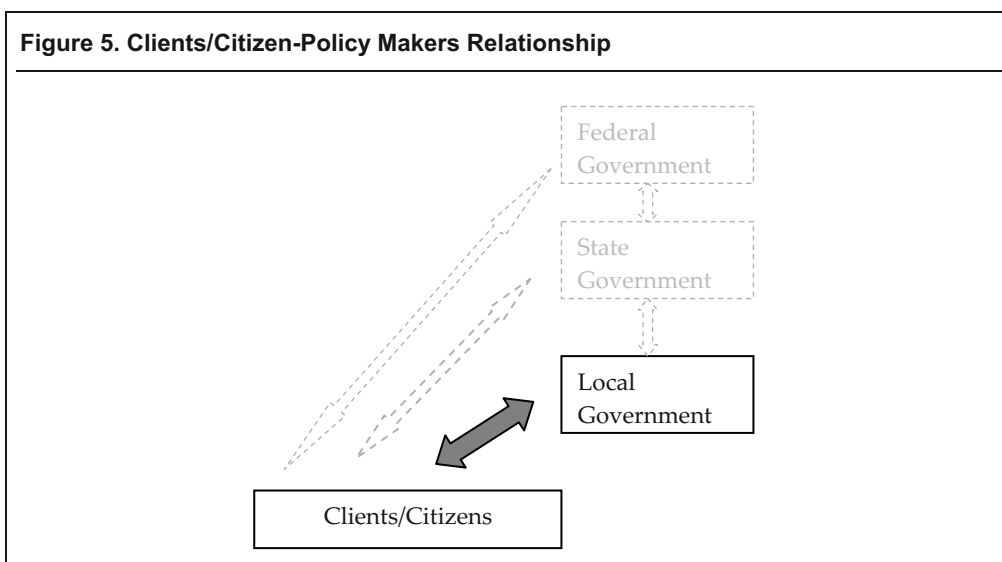 Figure 5. Clients/Citizen-Policy Makers Relationship
Federal
Government
State
Government
Local
Government
Clients/Citizens